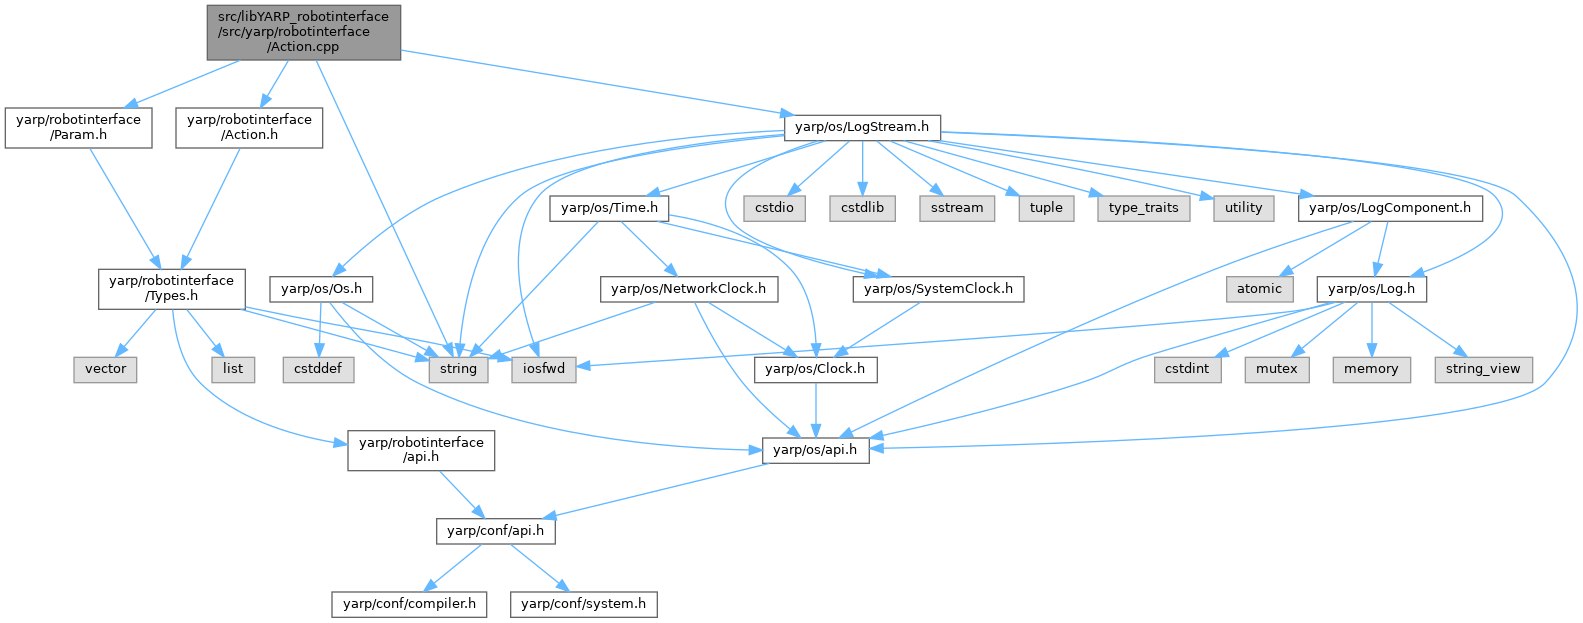 src/libYARP_robotinterface
/src/yarp/robotinterface
/Action.cpp
yarp/robotinterface
/Param.h
yarp/robotinterface
/Action.h
yarp/os/LogStream.h
yarp/os/Time.h
cstdio
cstdlib
sstream
tuple
type_traits
utility
yarp/os/LogComponent.h
yarp/robotinterface
/Types.h
yarp/os/Os.h
yarp/os/NetworkClock.h
yarp/os/SystemClock.h
atomic
yarp/os/Log.h
vector
list
cstddef
string
iosfwd
yarp/os/Clock.h
cstdint
mutex
memory
string_view
yarp/robotinterface
/api.h
yarp/os/api.h
yarp/conf/api.h
yarp/conf/compiler.h
yarp/conf/system.h